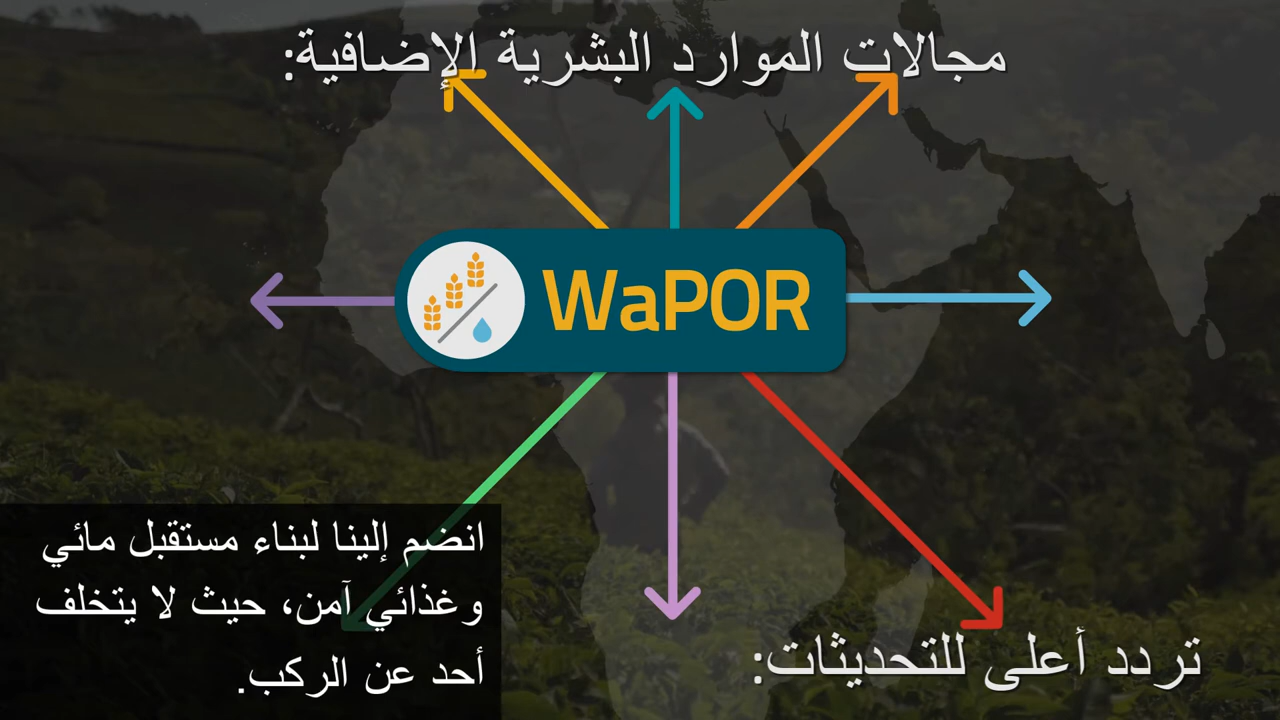 مجالات الموارد البشرية الإضافية:
WaPOR
انضم إلينا لبناء مستقبل مائي
وغذائي آمن، حيث لا يتخلف
أحد عن الركب.
تردد أعلى للتحديثات: